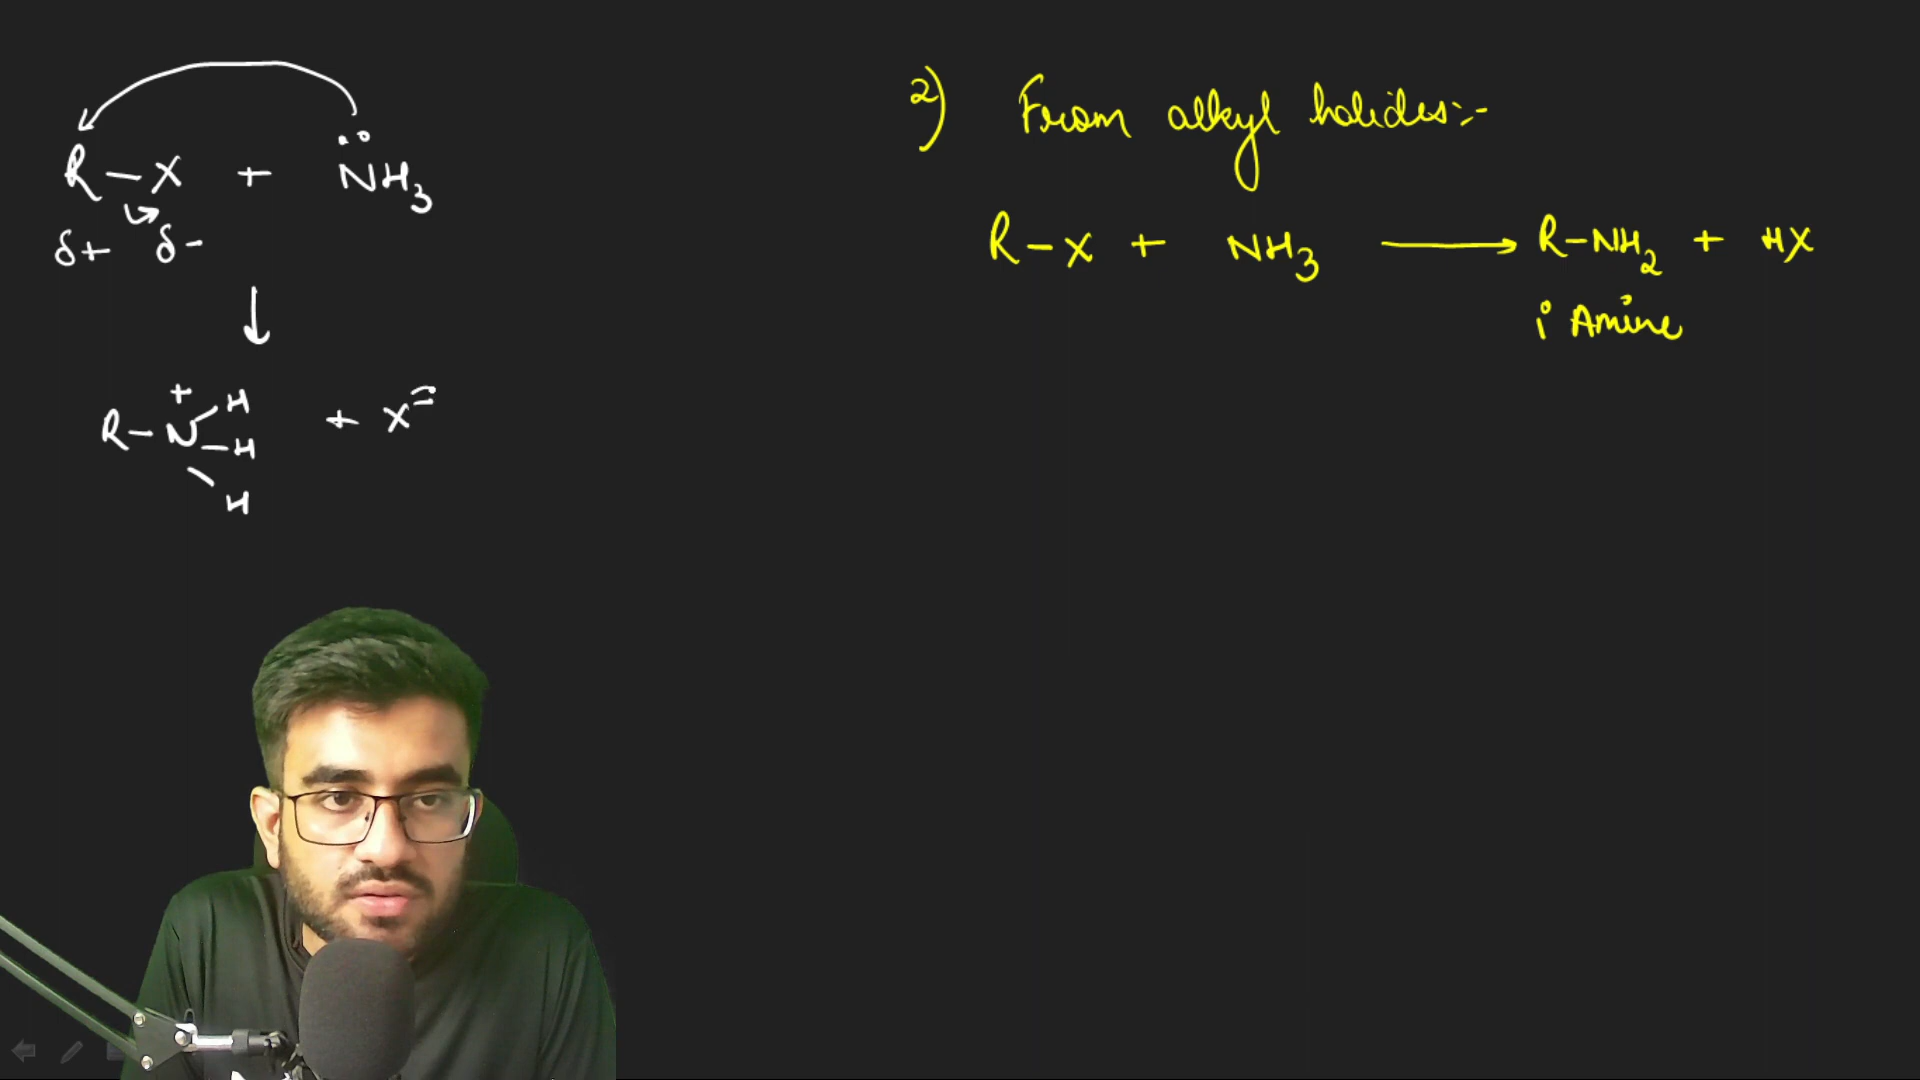 R - X + N̈H₃
δ+ δ-
↓
+
R - N - H
- H
- H
+ X⁻
2) From alkyl halides:-
R - X + NH₃ ⟶ R-NH₂ + HX
1° Amine